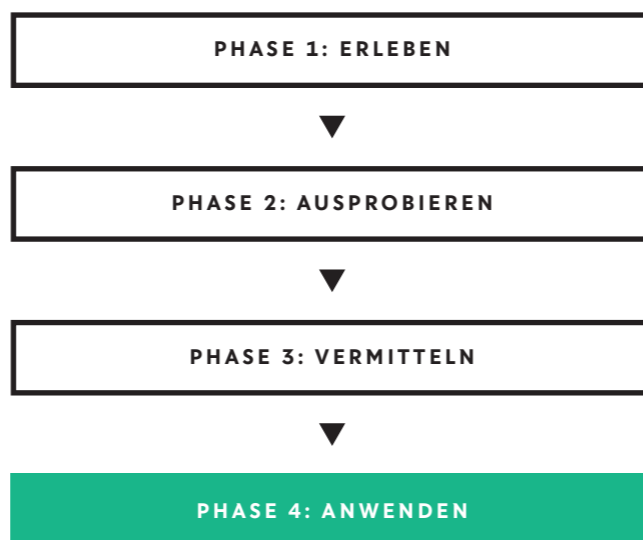 PHASE 1: ERLEBEN
PHASE 2: AUSPROBIEREN
PHASE 3: VERMITTELN
PHASE 4: ANWENDEN